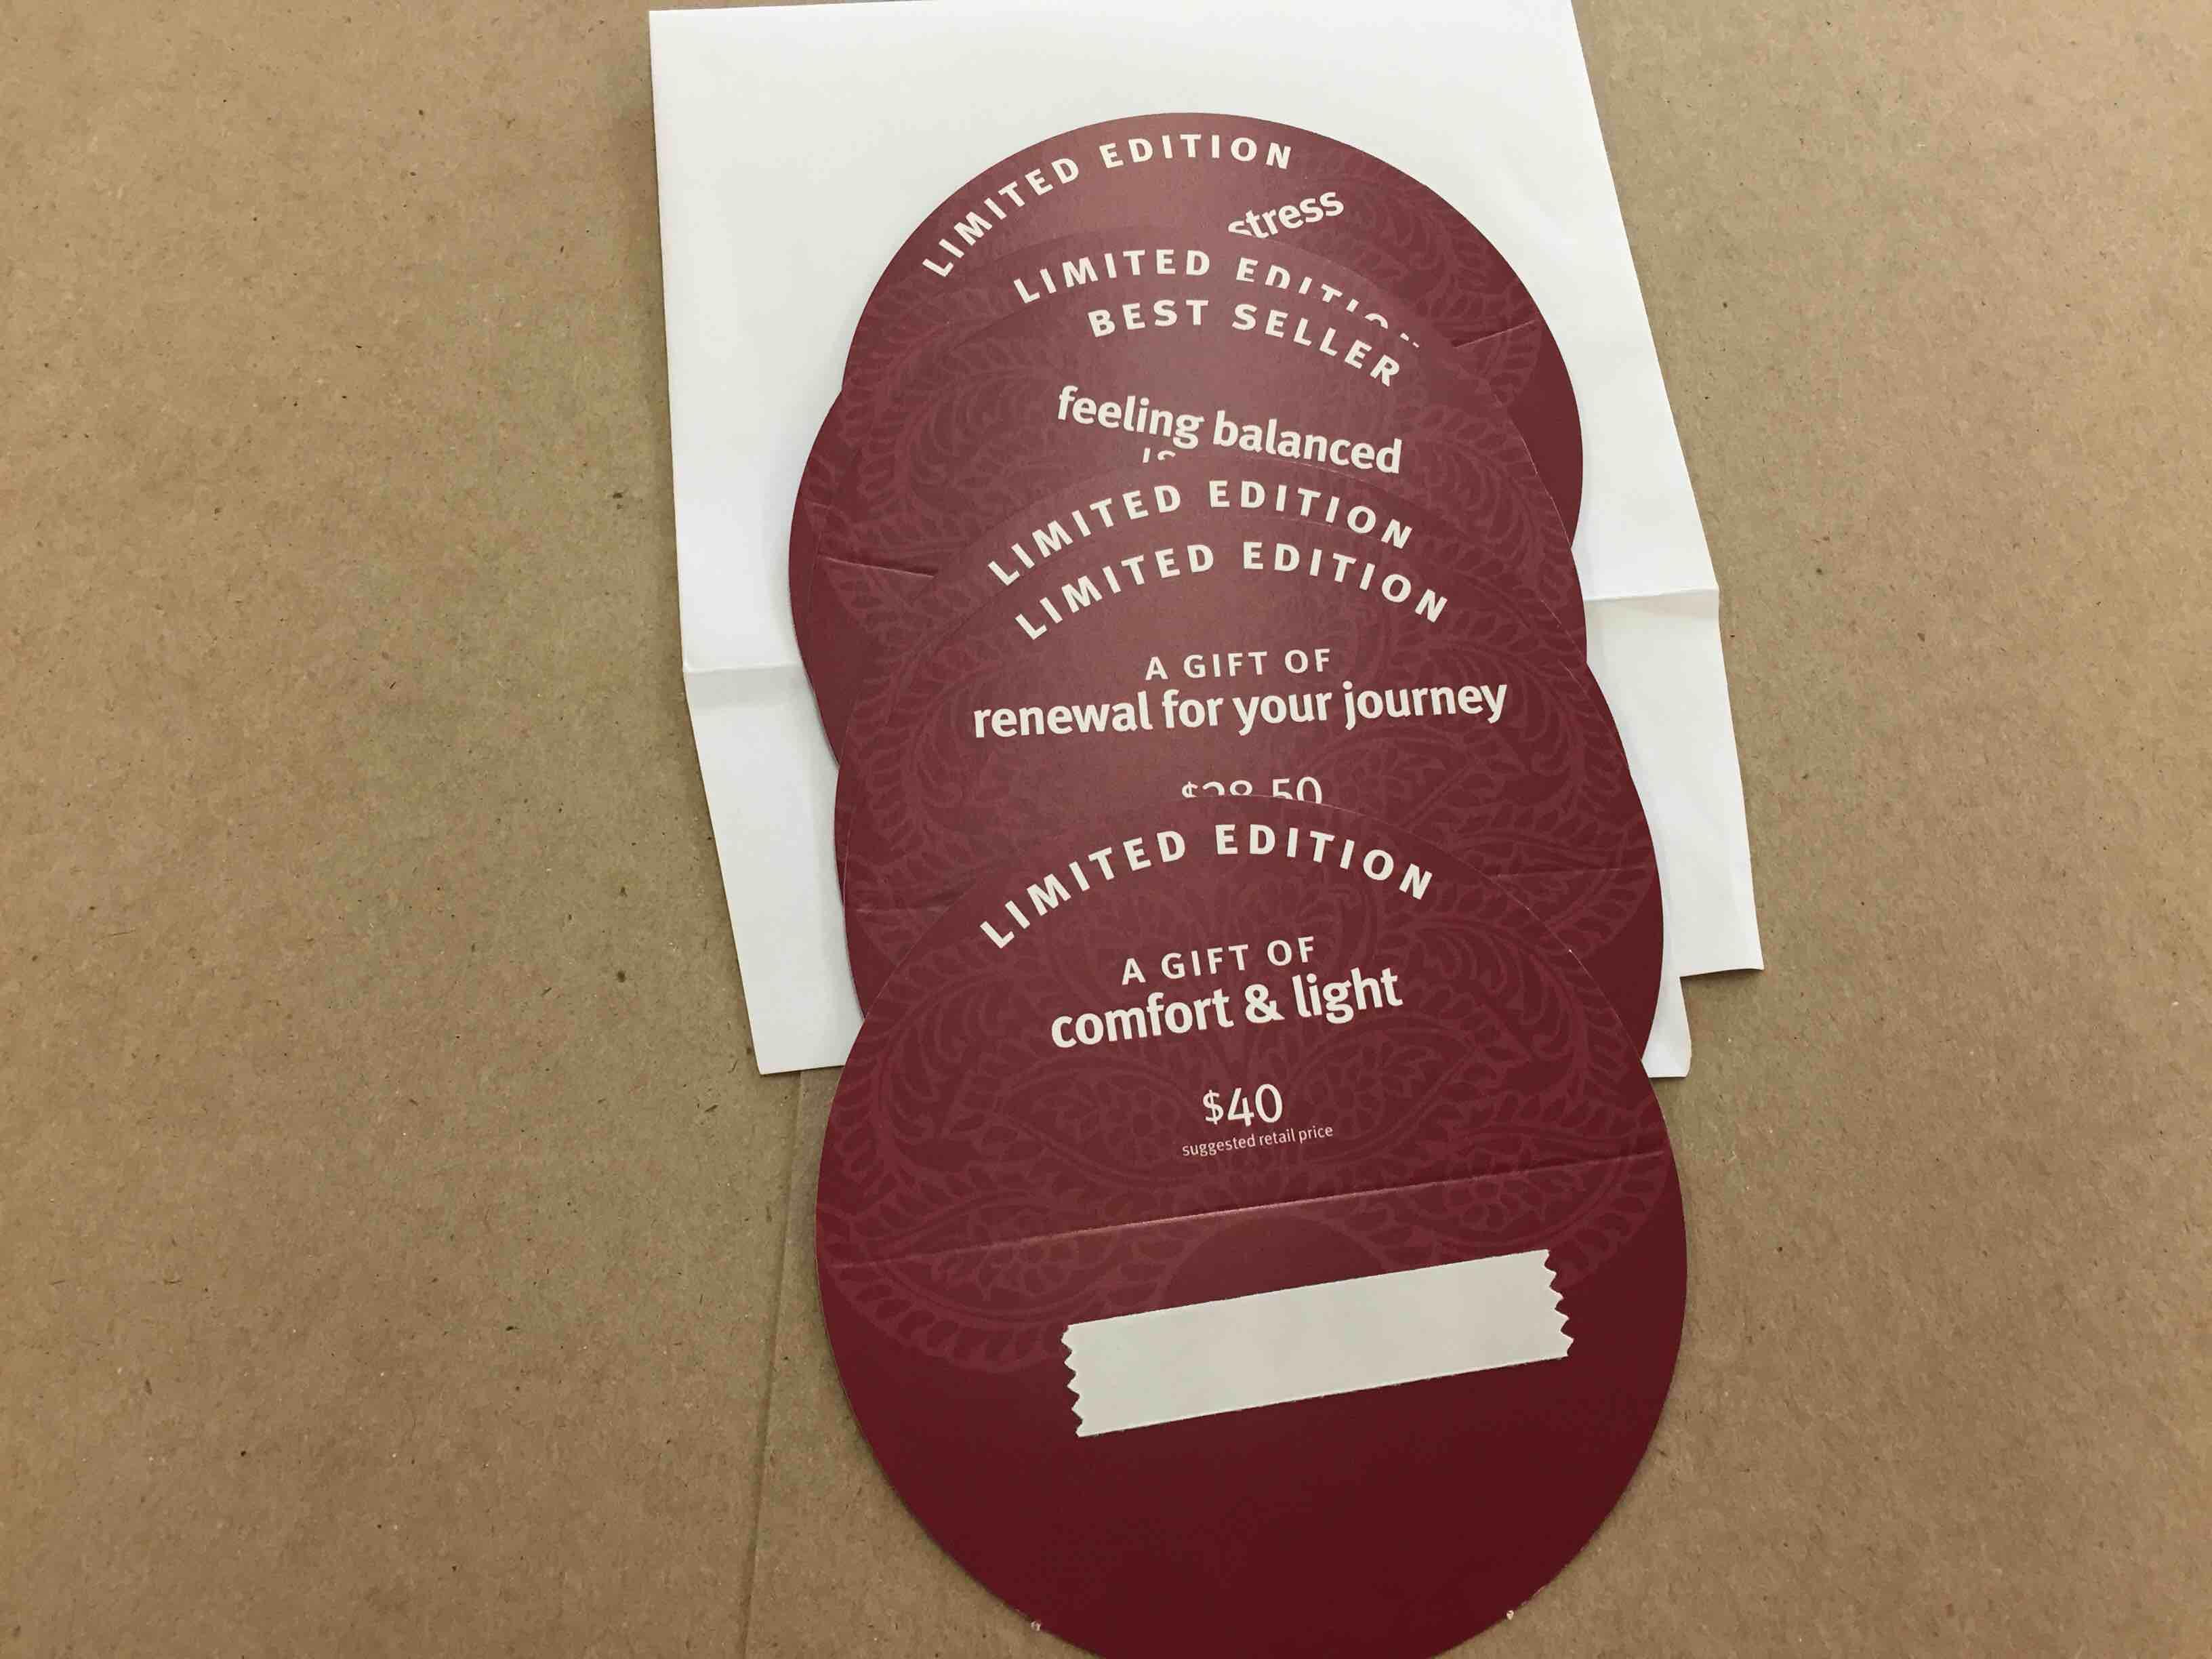 LIMITED EDITION
stress
LIMITED EDITION
BEST SELLER
feeling balanced
LIMITED EDITION
LIMITED EDITION
A GIFT OF
renewal for your journey
LIMITED EDITION
A GIFT OF
comfort & light
$40
suggested retail price